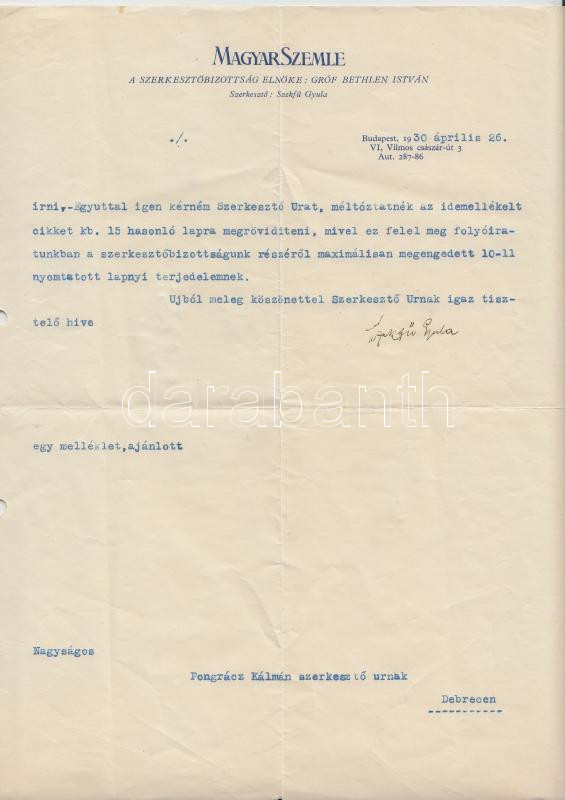 MAGYAR SZEMLE
A SZERKESZTŐBIZOTTSÁG ELNÖKE: GRÓF BETHLEN ISTVÁN
Szerkesztő: Szekfű Gyula
./.
Budapest, 1930 április 26.
VI, Vilmos császár-út 3
Aut. 287-86
irni,-Egyuttal igen kérném Szerkesztő Urat, méltóztatnék az idemellékelt
cikket kb. 15 hasonló lapra megröviditeni, mivel ez felel meg folyóira-
tunkban a szerkesztőbizottságunk részéről maximálisan megengedett 10-11
nyomtatott lapnyi terjedelemnek.
Ujból meleg köszönettel Szerkesztő Urnak igaz tisz-
telő hive
Szekfű Gyula
darabanth
egy melléklet,ajánlott
Nagyságos
Pongrácz Kálmán szerkesztő urnak
Debrecen